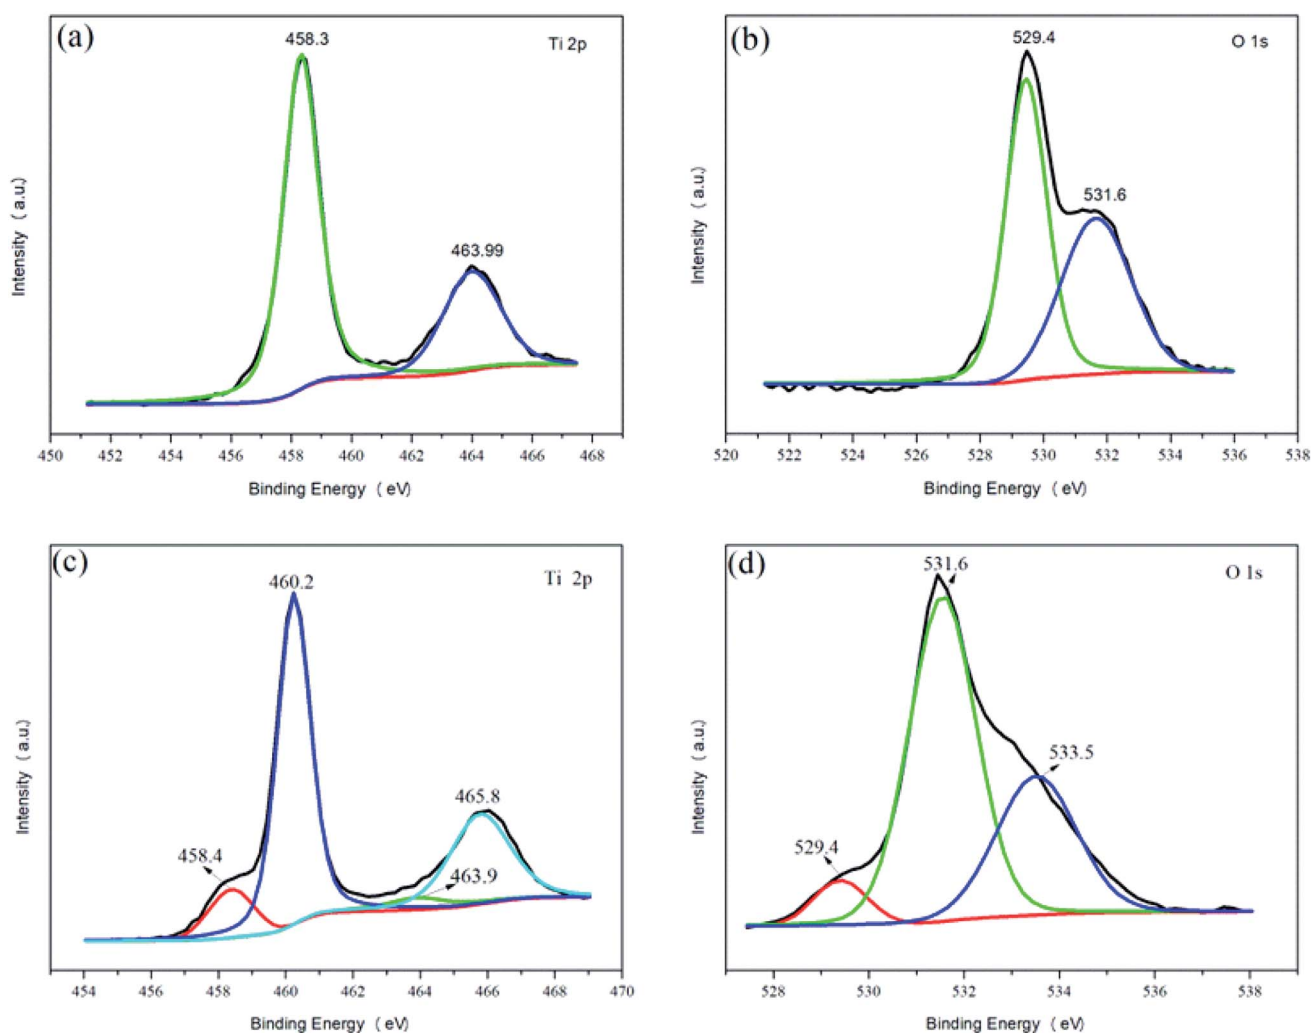 (a)
458.3
Ti 2p
463.99
Intensity ( a.u.)
450 452 454 456 458 460 462 464 466 468
Binding Energy ( eV)
(b)
529.4
O 1s
531.6
Intensity ( a.u.)
520 522 524 526 528 530 532 534 536 538
Binding Energy ( eV)
(c)
460.2
Ti 2p
458.4
465.8
463.9
Intensity ( a.u.)
454 456 458 460 462 464 466 468 470
Binding Energy ( eV)
(d)
531.6
O 1s
533.5
529.4
Intensity ( a.u.)
528 530 532 534 536 538
Binding Energy ( eV)